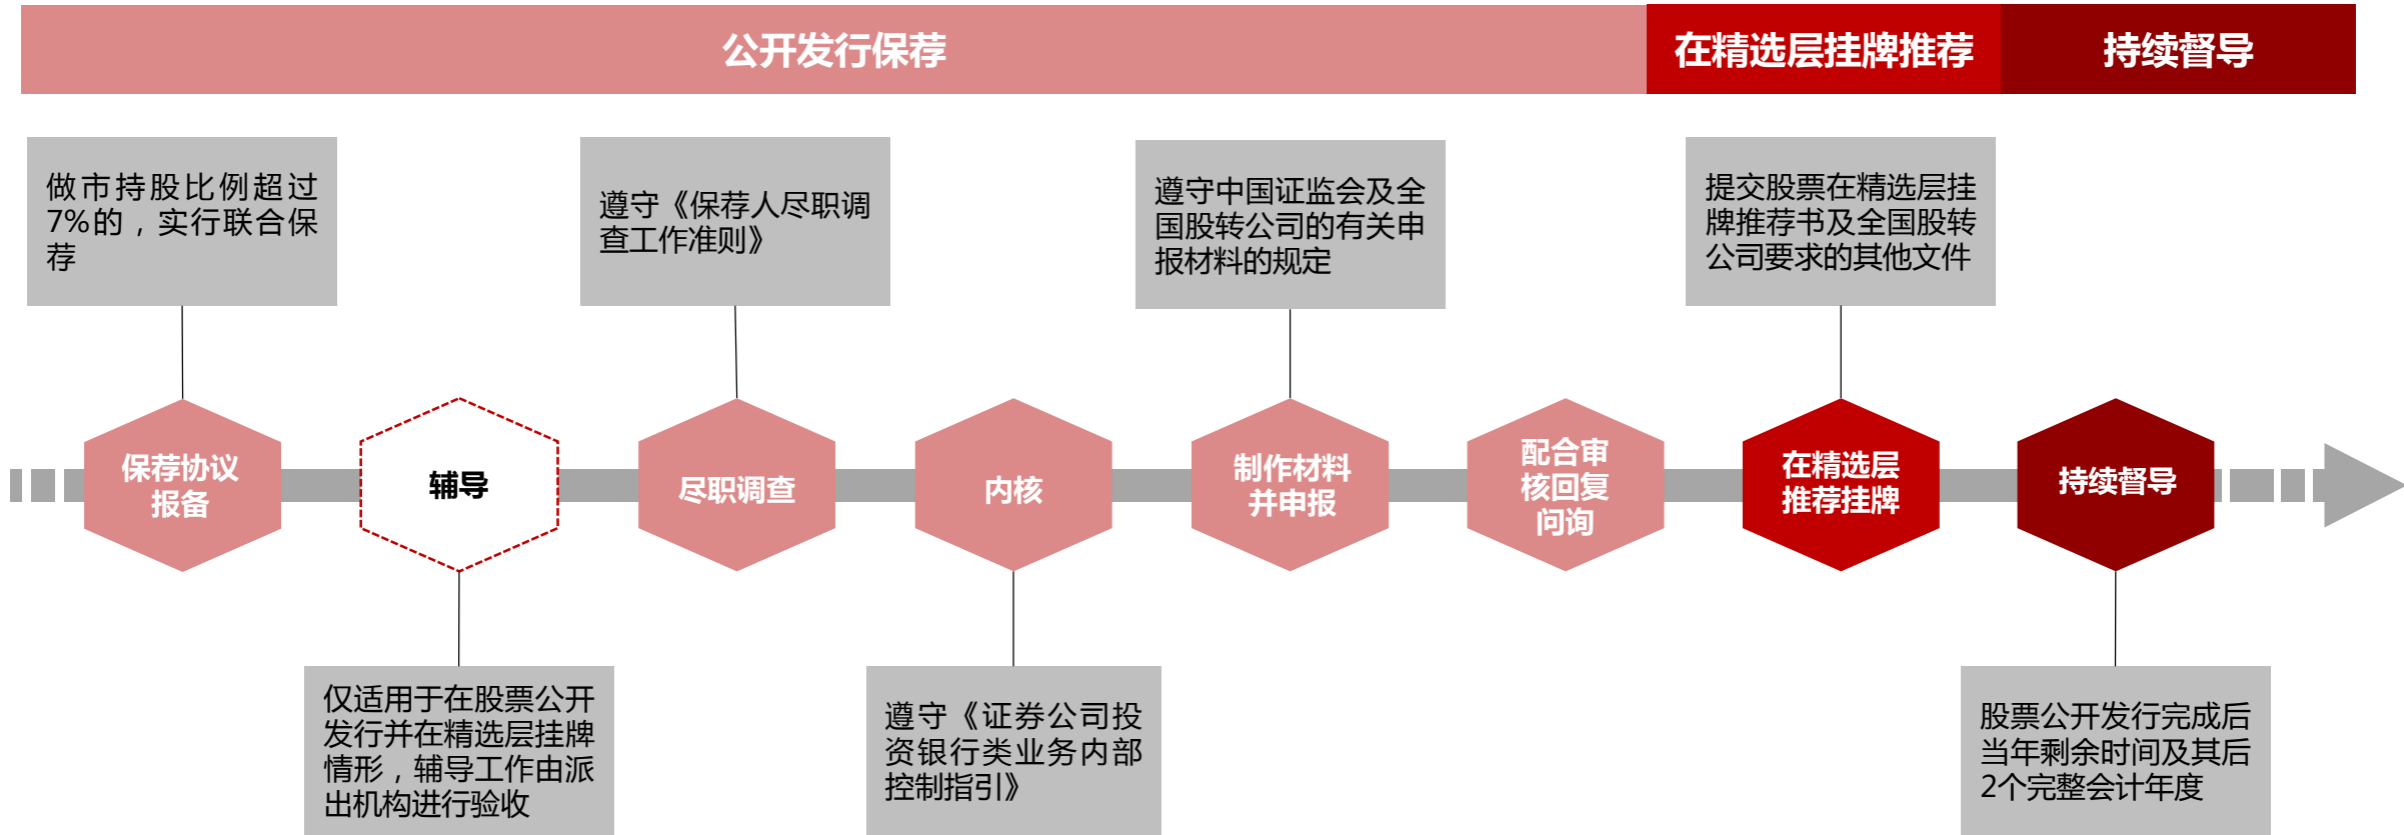 公开发行保荐
在精选层挂牌推荐
持续督导
做市持股比例超过
7%的，实行联合保
荐
遵守《保荐人尽职调
查工作准则》
遵守中国证监会及全
国股转公司的有关申
报材料的规定
提交股票在精选层挂
牌推荐书及全国股转
公司要求的其他文件
保荐协议
报备
辅导
尽职调查
内核
制作材料
并申报
配合审
核回复
问询
在精选层
推荐挂牌
持续督导
仅适用于在股票公开
发行并在精选层挂牌
情形，辅导工作由派
出机构进行验收
遵守《证券公司投
资银行类业务内部
控制指引》
股票公开发行完成后
当年剩余时间及其后
2个完整会计年度